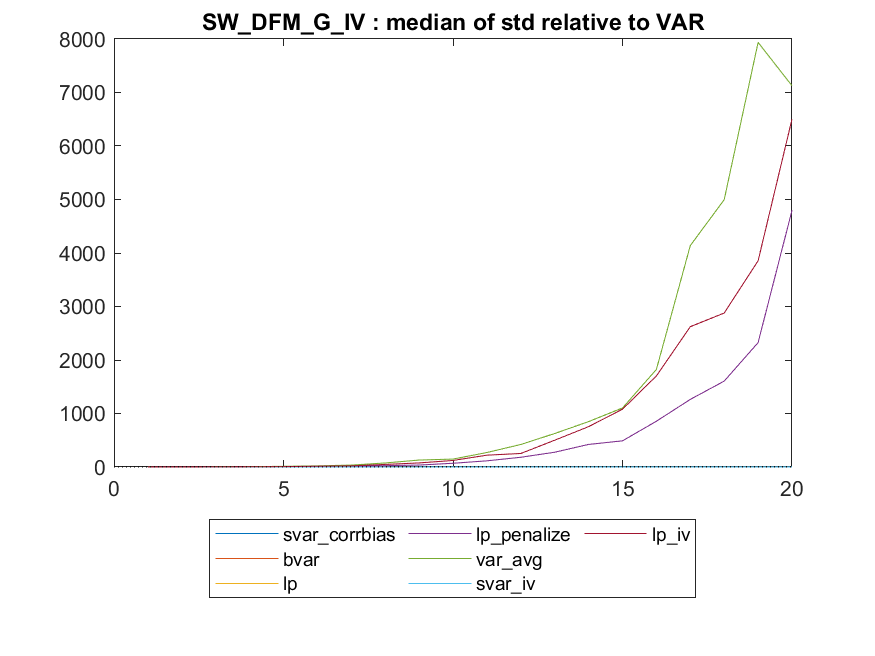 SW_DFM_G_IV : median of std relative to VAR
8000
7000
6000
5000
4000
3000
2000
1000
0
0 5 10 15 20
svar_corrbias lp_penalize lp_iv
bvar var_avg
lp svar_iv